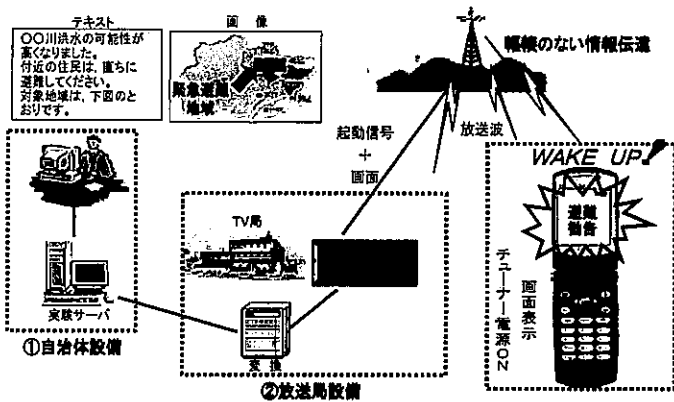 テキスト
〇〇川洪水の可能性が
高くなりました。
付近の住民は、直ちに
避難してください。
対象地域は、下図のと
おりです。
画 像
緊急避難
地域
輻輳のない情報伝達
起動信号
+
画面
放送波
WAKE UP!
避難
勧告
チューナー電源ON
画面表示
TV局
実験サーバ
①自治体設備
変 換
②放送局設備